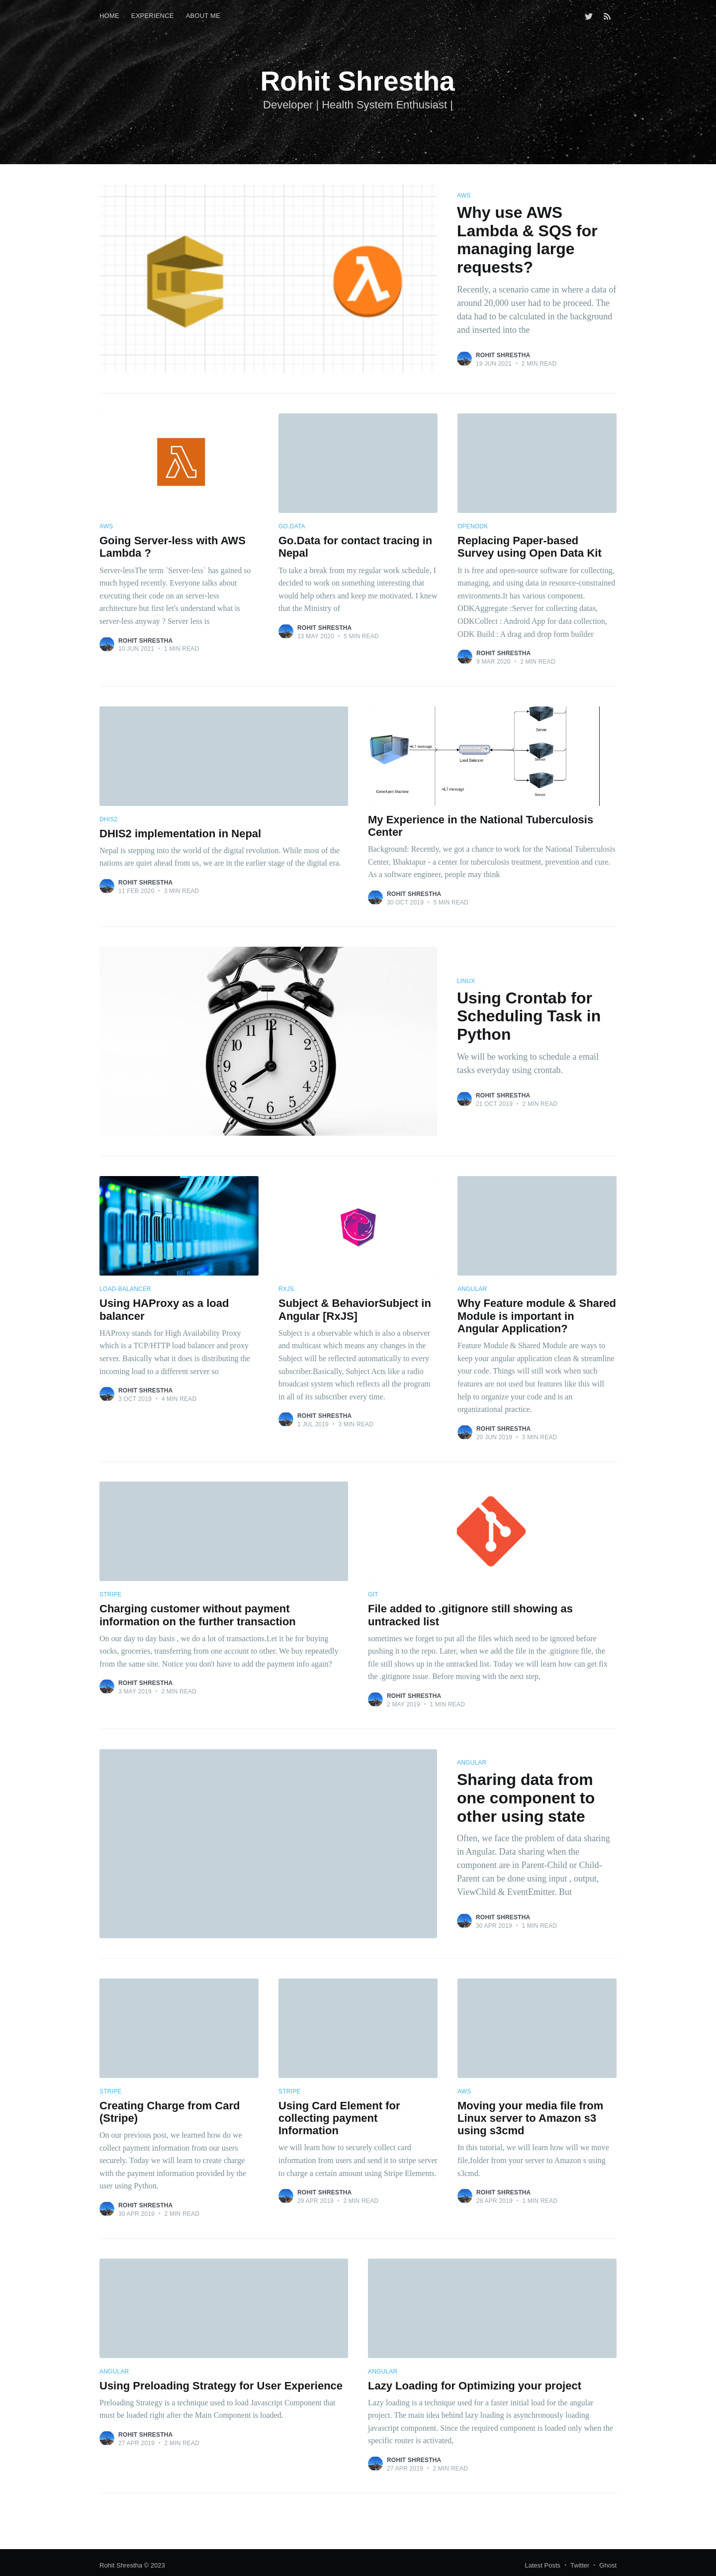 HOME EXPERIENCE ABOUT ME
Rohit Shrestha
Developer | Health System Enthusiast |
AWS
Why use AWS
Lambda & SQS for
managing large
requests?
Recently, a scenario came in where a data of
around 20,000 user had to be proceed. The
data had to be calculated in the background
and inserted into the
ROHIT SHRESTHA
19 JUN 2021 • 2 MIN READ
AWS
Going Server-less with AWS
Lambda ?
Server-lessThe term `Server-less` has gained so
much hyped recently. Everyone talks about
executing their code on an server-less
architecture but first let's understand what is
server-less anyway ? Server less is
ROHIT SHRESTHA
10 JUN 2021 • 1 MIN READ
GO.DATA
Go.Data for contact tracing in
Nepal
To take a break from my regular work schedule, I
decided to work on something interesting that
would help others and keep me motivated. I knew
that the Ministry of
ROHIT SHRESTHA
13 MAY 2020 • 5 MIN READ
OPENODK
Replacing Paper-based
Survey using Open Data Kit
It is free and open-source software for collecting,
managing, and using data in resource-constrained
environments.It has various component.
ODKAggregate :Server for collecting datas,
ODKCollect : Android App for data collection,
ODK Build : A drag and drop form builder
ROHIT SHRESTHA
9 MAR 2020 • 2 MIN READ
DHIS2
DHIS2 implementation in Nepal
Nepal is stepping into the world of the digital revolution. While most of the
nations are quiet ahead from us, we are in the earlier stage of the digital era.
ROHIT SHRESTHA
11 FEB 2020 • 3 MIN READ
Server
HL7 message
Load Balancer
Server
GeneXpert Machine
HL7 message
Server
My Experience in the National Tuberculosis
Center
Background: Recently, we got a chance to work for the National Tuberculosis
Center, Bhaktapur - a center for tuberculosis treatment, prevention and cure.
As a software engineer, people may think
ROHIT SHRESTHA
30 OCT 2019 • 5 MIN READ
LINUX
Using Crontab for
Scheduling Task in
Python
We will be working to schedule a email
tasks everyday using crontab.
ROHIT SHRESTHA
21 OCT 2019 • 2 MIN READ
LOAD-BALANCER
Using HAProxy as a load
balancer
HAProxy stands for High Availability Proxy
which is a TCP/HTTP load balancer and proxy
server. Basically what it does is distributing the
incoming load to a different server so
ROHIT SHRESTHA
3 OCT 2019 • 4 MIN READ
RXJS
Subject & BehaviorSubject in
Angular [RxJS]
Subject is a observable which is also a observer
and multicast which means any changes in the
Subject will be reflected automatically to every
subscriber.Basically, Subject Acts like a radio
broadcast system which reflects all the program
in all of its subscriber every time.
ROHIT SHRESTHA
1 JUL 2019 • 3 MIN READ
ANGULAR
Why Feature module & Shared
Module is important in
Angular Application?
Feature Module & Shared Module are ways to
keep your angular application clean & streamline
your code. Things will still work when such
features are not used but features like this will
help to organize your code and is an
organizational practice.
ROHIT SHRESTHA
20 JUN 2019 • 3 MIN READ
STRIPE
Charging customer without payment
information on the further transaction
On our day to day basis , we do a lot of transactions.Let it be for buying
socks, groceries, transferring from one account to other. We buy repeatedly
from the same site. Notice you don't have to add the payment info again?
ROHIT SHRESTHA
3 MAY 2019 • 2 MIN READ
GIT
File added to .gitignore still showing as
untracked list
sometimes we forget to put all the files which need to be ignored before
pushing it to the repo. Later, when we add the file in the .gitignore file, the
file still shows up in the untracked list. Today we will learn how can get fix
the .gitignore issue. Before moving with the next step,
ROHIT SHRESTHA
2 MAY 2019 • 1 MIN READ
ANGULAR
Sharing data from
one component to
other using state
Often, we face the problem of data sharing
in Angular. Data sharing when the
component are in Parent-Child or Child-
Parent can be done using input , output,
ViewChild & EventEmitter. But
ROHIT SHRESTHA
30 APR 2019 • 1 MIN READ
STRIPE
Creating Charge from Card
(Stripe)
On our previous post, we learned how do we
collect payment information from our users
securely. Today we will learn to create charge
with the payment information provided by the
user using Python.
ROHIT SHRESTHA
30 APR 2019 • 2 MIN READ
STRIPE
Using Card Element for
collecting payment
Information
we will learn how to securely collect card
information from users and send it to stripe server
to charge a certain amount using Stripe Elements.
ROHIT SHRESTHA
29 APR 2019 • 2 MIN READ
AWS
Moving your media file from
Linux server to Amazon s3
using s3cmd
In this tutorial, we will learn how will we move
file,folder from your server to Amazon s using
s3cmd.
ROHIT SHRESTHA
28 APR 2019 • 1 MIN READ
ANGULAR
Using Preloading Strategy for User Experience
Preloading Strategy is a technique used to load Javascript Component that
must be loaded right after the Main Component is loaded.
ROHIT SHRESTHA
27 APR 2019 • 2 MIN READ
ANGULAR
Lazy Loading for Optimizing your project
Lazy loading is a technique used for a faster initial load for the angular
project. The main idea behind lazy loading is asynchronously loading
javascript component. Since the required component is loaded only when the
specific router is activated,
ROHIT SHRESTHA
27 APR 2019 • 2 MIN READ
Rohit Shrestha © 2023
Latest Posts • Twitter • Ghost